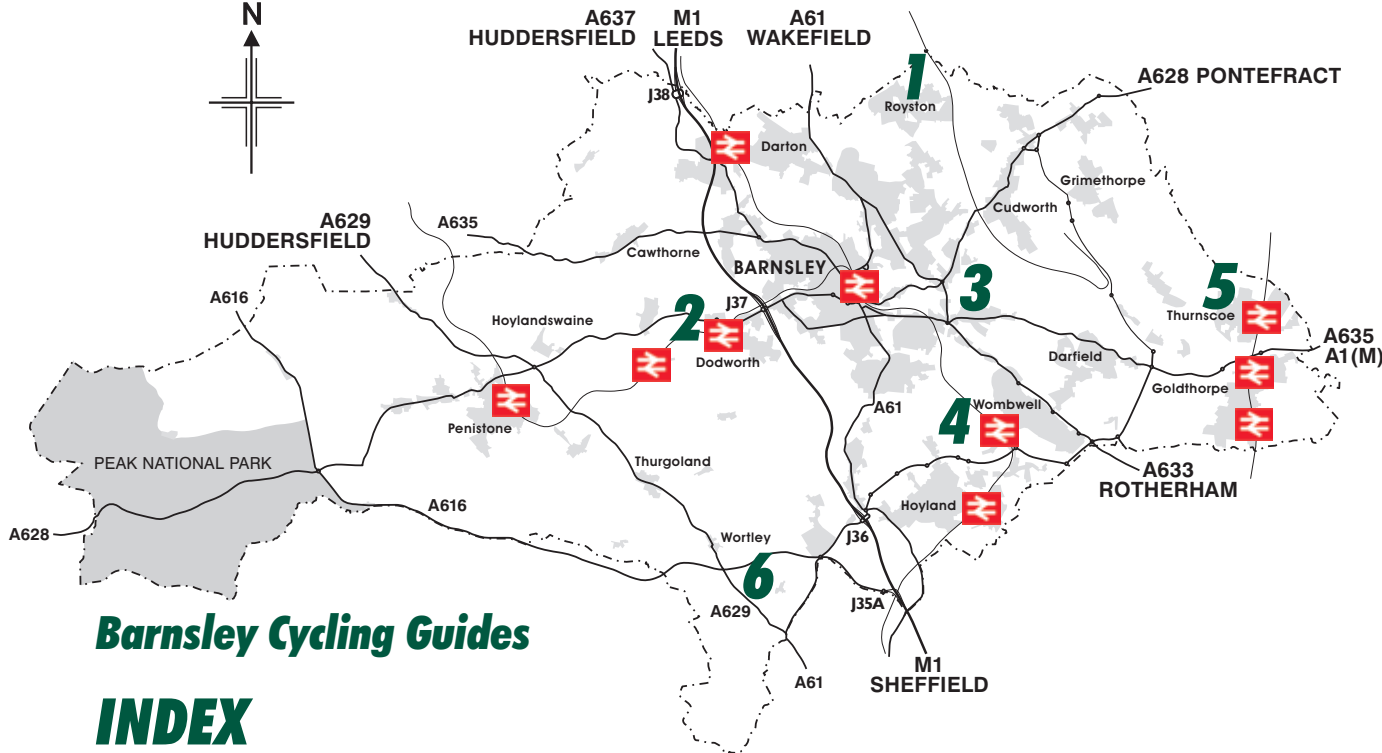 N
A637
HUDDERSFIELD
M1
LEEDS
A61
WAKEFIELD
1
A628 PONTEFRACT
J38
Royston
Darton
Grimethorpe
Cudworth
A629
HUDDERSFIELD
A635
Cawthorne
BARNSLEY
3
5
A616
J37
2
Thurnscoe
Hoylandswaine
Dodworth
Darfield
A635
A1(M)
Goldthorpe
A61
Wombwell
4
Penistone
PEAK NATIONAL PARK
Thurgoland
A633
ROTHERHAM
A616
Hoyland
A628
J36
Wortley
6
J35A
A629
Barnsley Cycling Guides
M1
SHEFFIELD
A61
INDEX